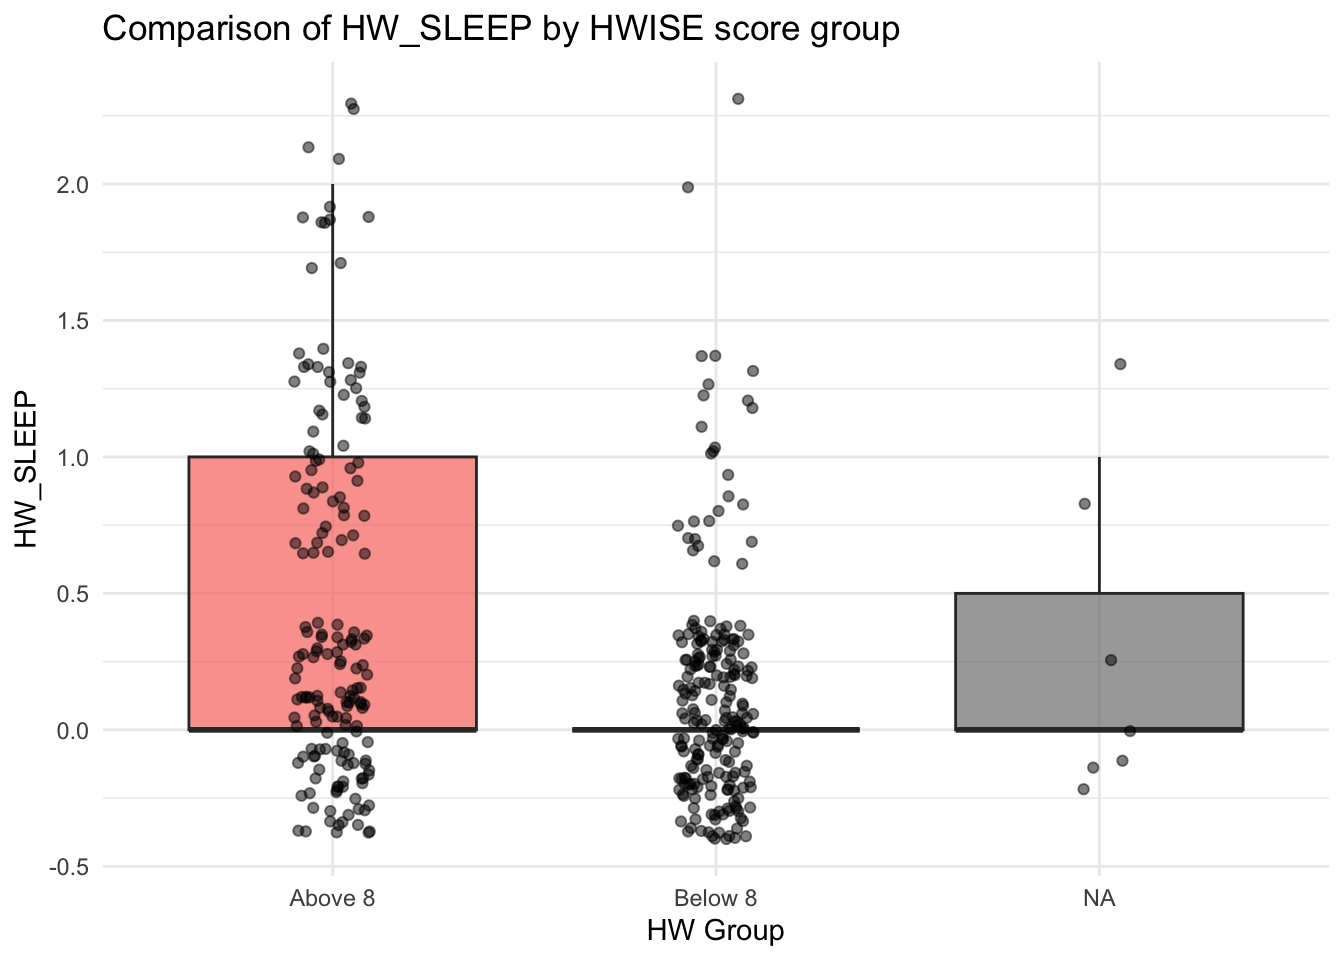 Comparison of HW_SLEEP by HWISE score group
HW_SLEEP
2.0
1.5
1.0
0.5
0.0
-0.5
Above 8
Below 8
NA
HW Group